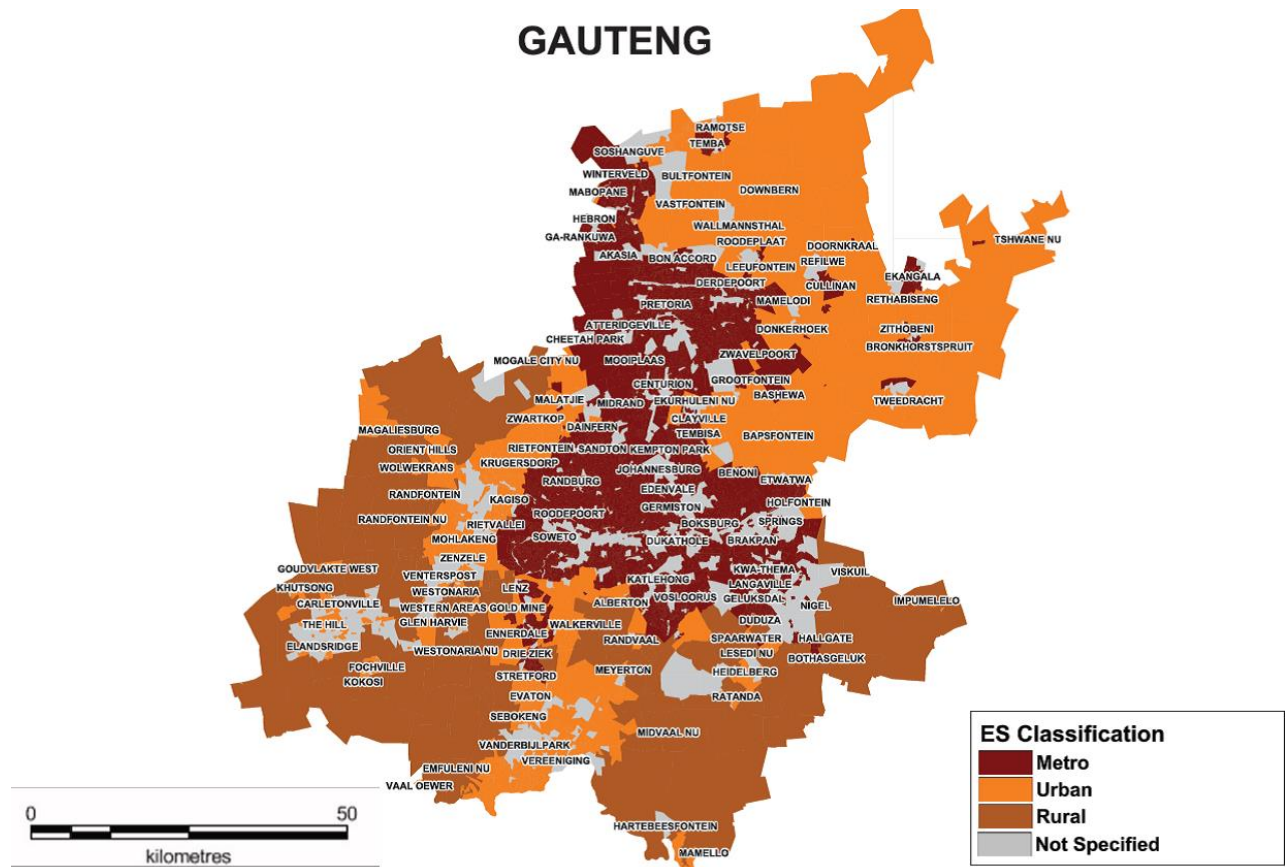 GAUTENG
RAMOTSE
TEMBA
SOSHANGUVE
WINTERVELD
BULTFONTEIN
MABOPANE
DOWNBERN
VASTFONTEIN
HEBRON
WALLMANNSTHAL
GA-RANKUWA
ROODEPLAAT
DOORNKRAAL
TSHWANE NU
AKASIA
BON ACCORD
LEEUFONTEIN
REFILWE
EKANGALA
DERDEPOORT
CULLINAN
PRETORIA
MAMELODI
RETHABISENG
ATTERIDGEVILLE
DONKERHOEK
ZITHOBENI
CHEETAH PARK
BRONKHORSTSPRUIT
MOGALE CITY NU
MOOIPLAAS
ZWAVELPOORT
GROOTFONTEIN
CENTURION
BASHEWA
TWEEDRACHT
MALATJIE
MIDRAND
EKURHULENI NU
ZWARTKOP
CLAYVILLE
DAINFERN
TEMBISA
BAPSFONTEIN
MAGALIESBURG
ORIENT HILLS
RIETFONTEIN
SANDTON
KEMPTON PARK
WOLWEKRANS
KRUGERSDORP
JOHANNESBURG
BENONI
ETWATWA
RANDFONTEIN
KAGISO
RANDBURG
EDENVALE
HOLFONTEIN
GERMISTON
RANDFONTEIN NU
RIETVALLEI
ROODEPOORT
BOKSBURG
SPRINGS
MOHLAKENG
SOWETO
DUKATHOLE
BRAKPAN
ZENZELE
GOUDVLAKTE WEST
VENTERSPOST
KWA-THEMA
VISKUIL
KHUTSONG
WESTONARIA
LENZ
KATLEHONG
LANGAVILLE
CARLETONVILLE
WESTERN AREAS GOLD MINE
ALBERTON
VOSLOORUS
GELUKSDAL
NIGEL
IMPUMELELO
THE HILL
GLEN HARVIE
WALKERVILLE
DUDUZA
ELANDSRIDGE
ENNERDALE
RANDVAAL
SPAARWATER
HALLGATE
WESTONARIA NU
DRIE ZIEK
LESEDI NU
BOTHASGELUK
FOCHVILLE
STRETFORD
MEYERTON
HEIDELBERG
KOKOSI
EVATON
RATANDA
SEBOKENG
MIDVAAL NU
VANDERBIJLPARK
VEREENIGING
EMFULENI NU
VAAL OEWER
HARTEBEESFONTEIN
MAMELLO
0 50
kilometres
ES Classification
Metro
Urban
Rural
Not Specified